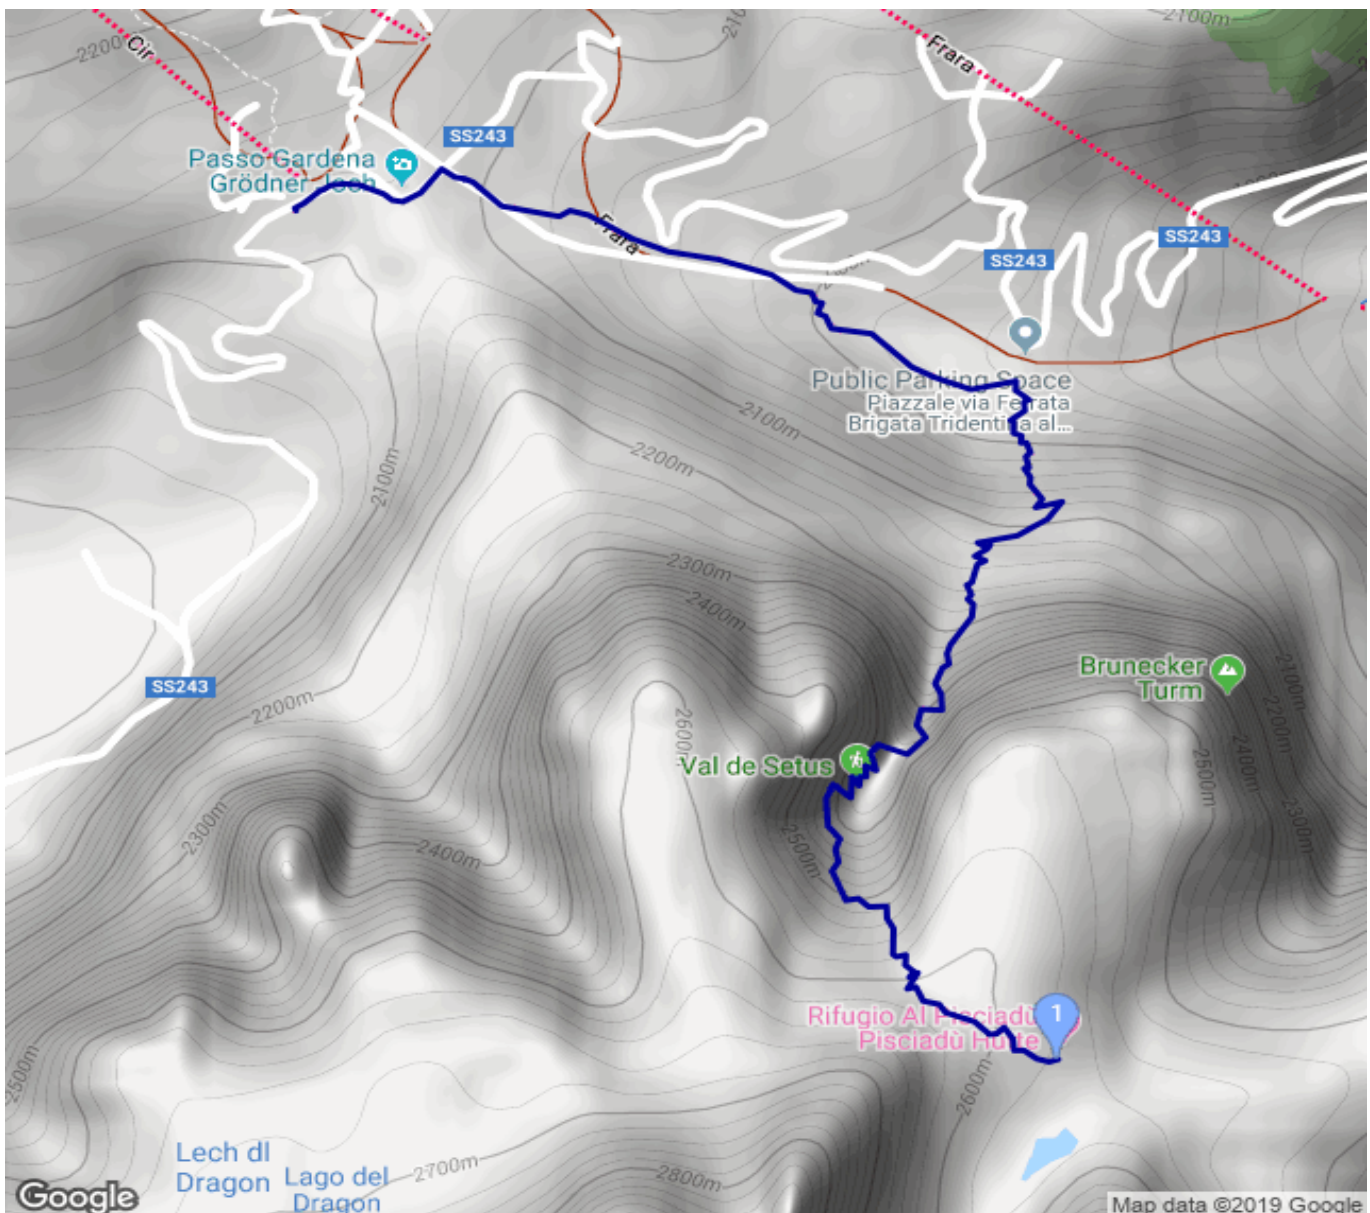 2100m
2200m
Cir
Frara
SS243
Passo Gardena
Grödner Joch
Frara
SS243
SS243
Public Parking Space
Piazzale via Ferrata
Brigata Tridentina al...
2100m
2200m
2100m
2300m
2400m
Brunecker
Turm
2100m
2200m
SS243
2200m
2600m
Val de Setus
2500m
2400m
2300m
2300m
2400m
2500m
1
Rifugio Al Pisciadù
Pisciadù Hütte
2500m
2600m
Lech dl
Dragon
Lago del
Dragon
2700m
2800m
Google
Map data ©2019 Google